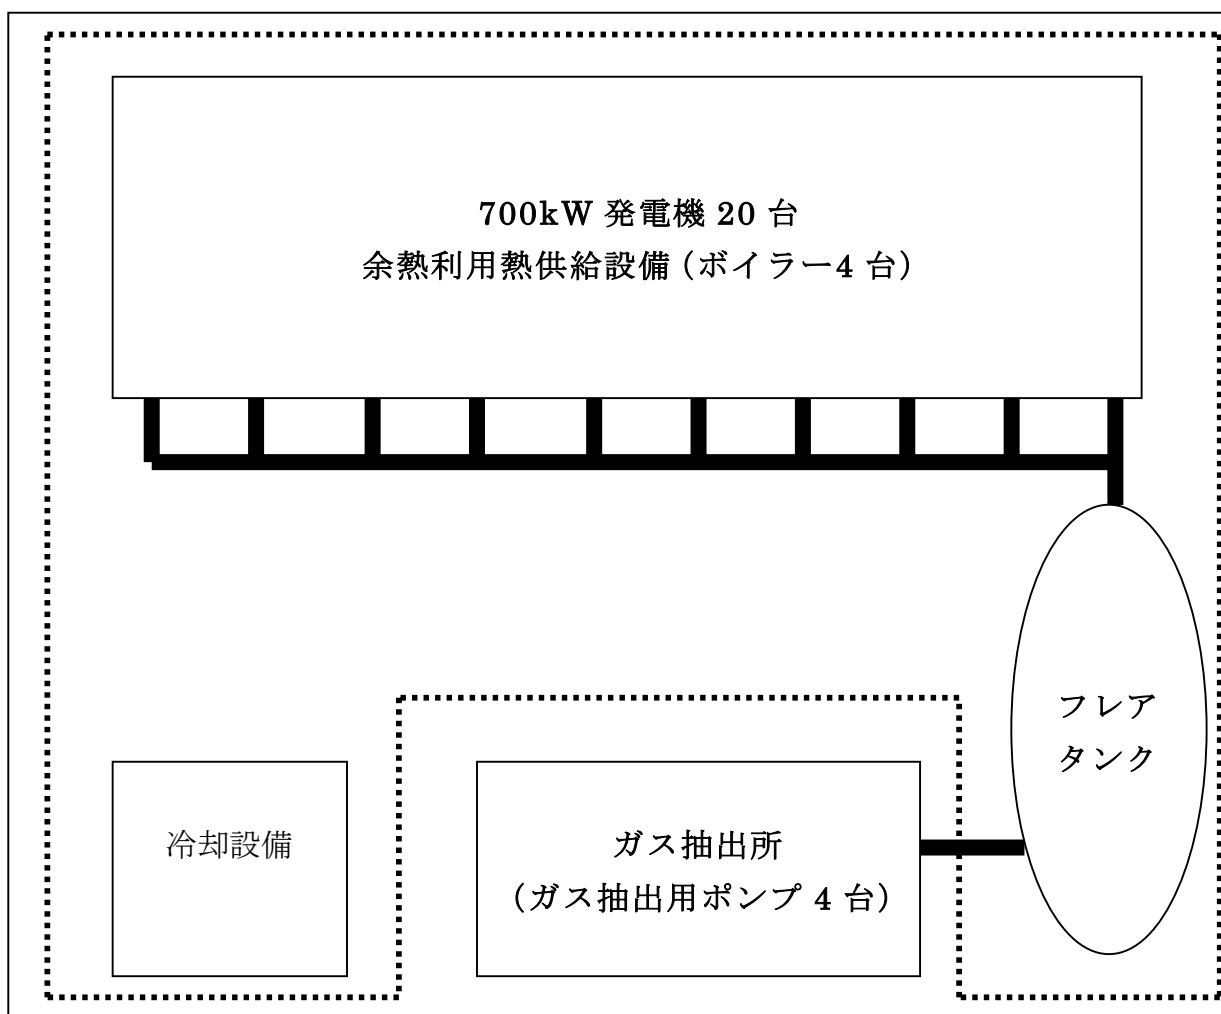 700kW 発電機 20 台
余熱利用熱供給設備(ボイラー4 台)
フレア
タンク
冷却設備
ガス抽出所
(ガス抽出用ポンプ 4 台)